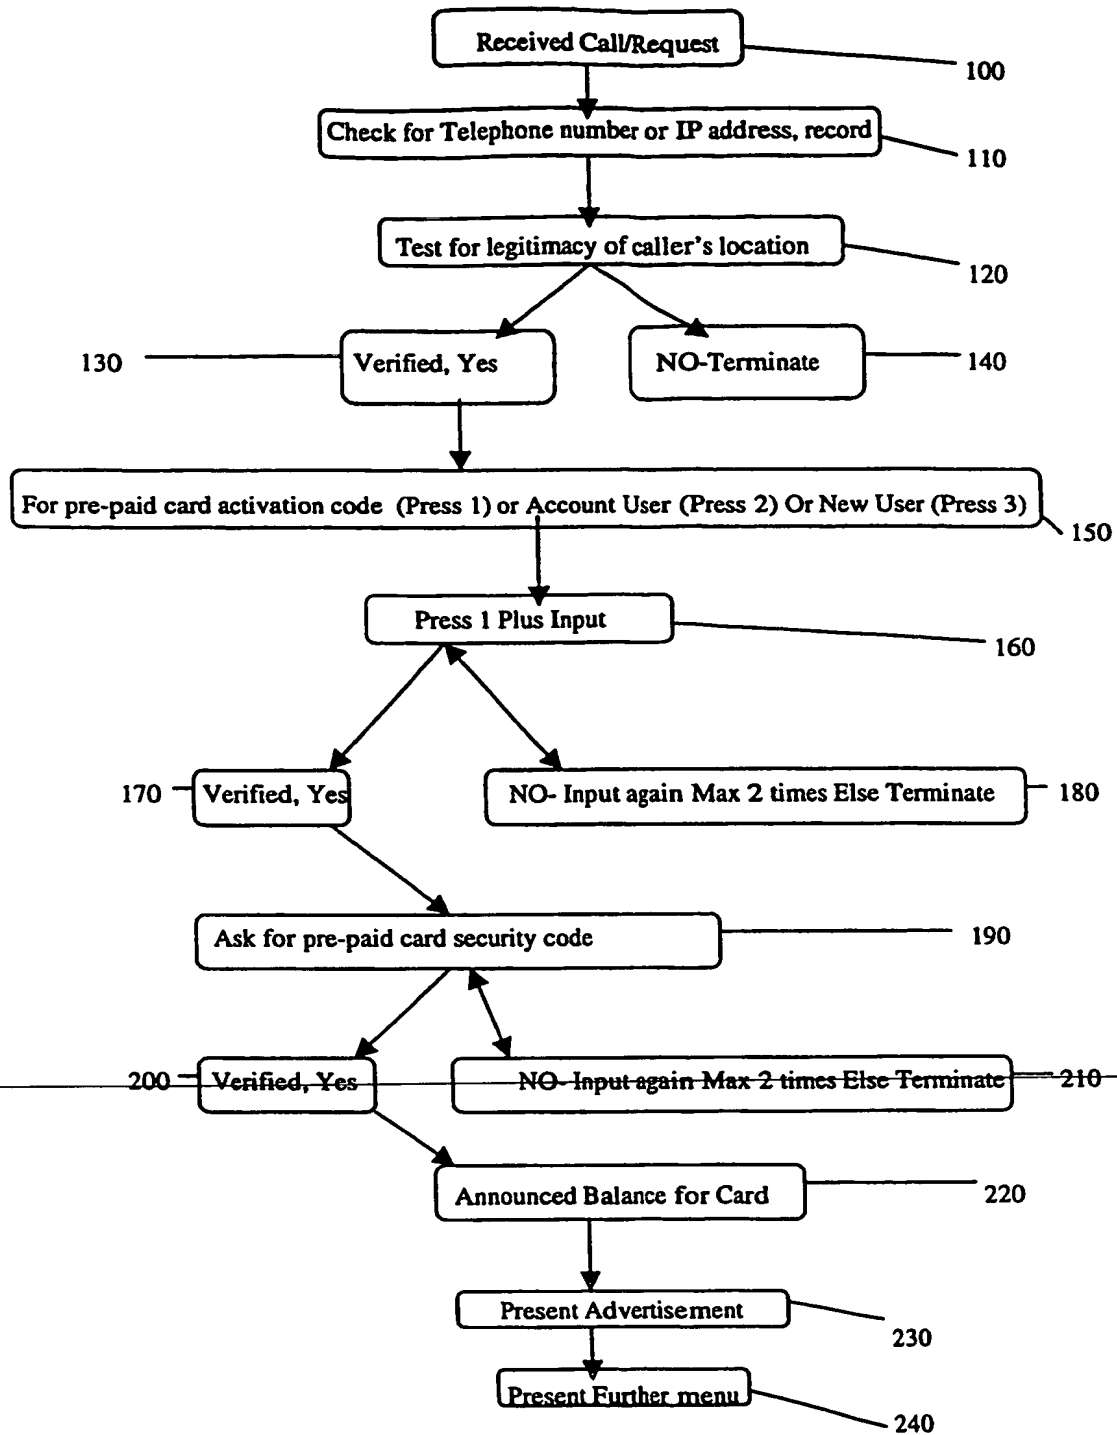 Received Call/Request
100
Check for Telephone number or IP address, record
110
Test for legitimacy of caller's location
120
130
Verified, Yes
NO-Terminate
140
For pre-paid card activation code (Press 1) or Account User (Press 2) Or New User (Press 3)
150
Press 1 Plus Input
160
170
Verified, Yes
NO- Input again Max 2 times Else Terminate
180
Ask for pre-paid card security code
190
200
Verified, Yes
NO- Input again Max 2 times Else Terminate
210
Announced Balance for Card
220
Present Advertisement
230
Present Further menu
240